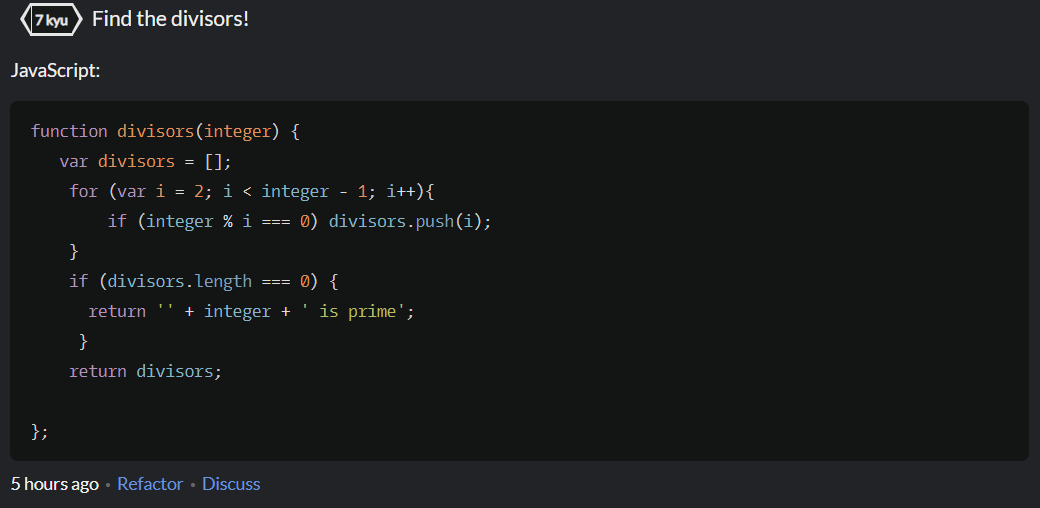 7 kyu Find the divisors!
JavaScript:
function divisors(integer) {
   var divisors = [];
    for (var i = 2; i < integer - 1; i++){
        if (integer % i === 0) divisors.push(i);
    }
    if (divisors.length === 0) {
      return '' + integer + ' is prime';
     }
    return divisors;
};
5 hours ago • Refactor • Discuss